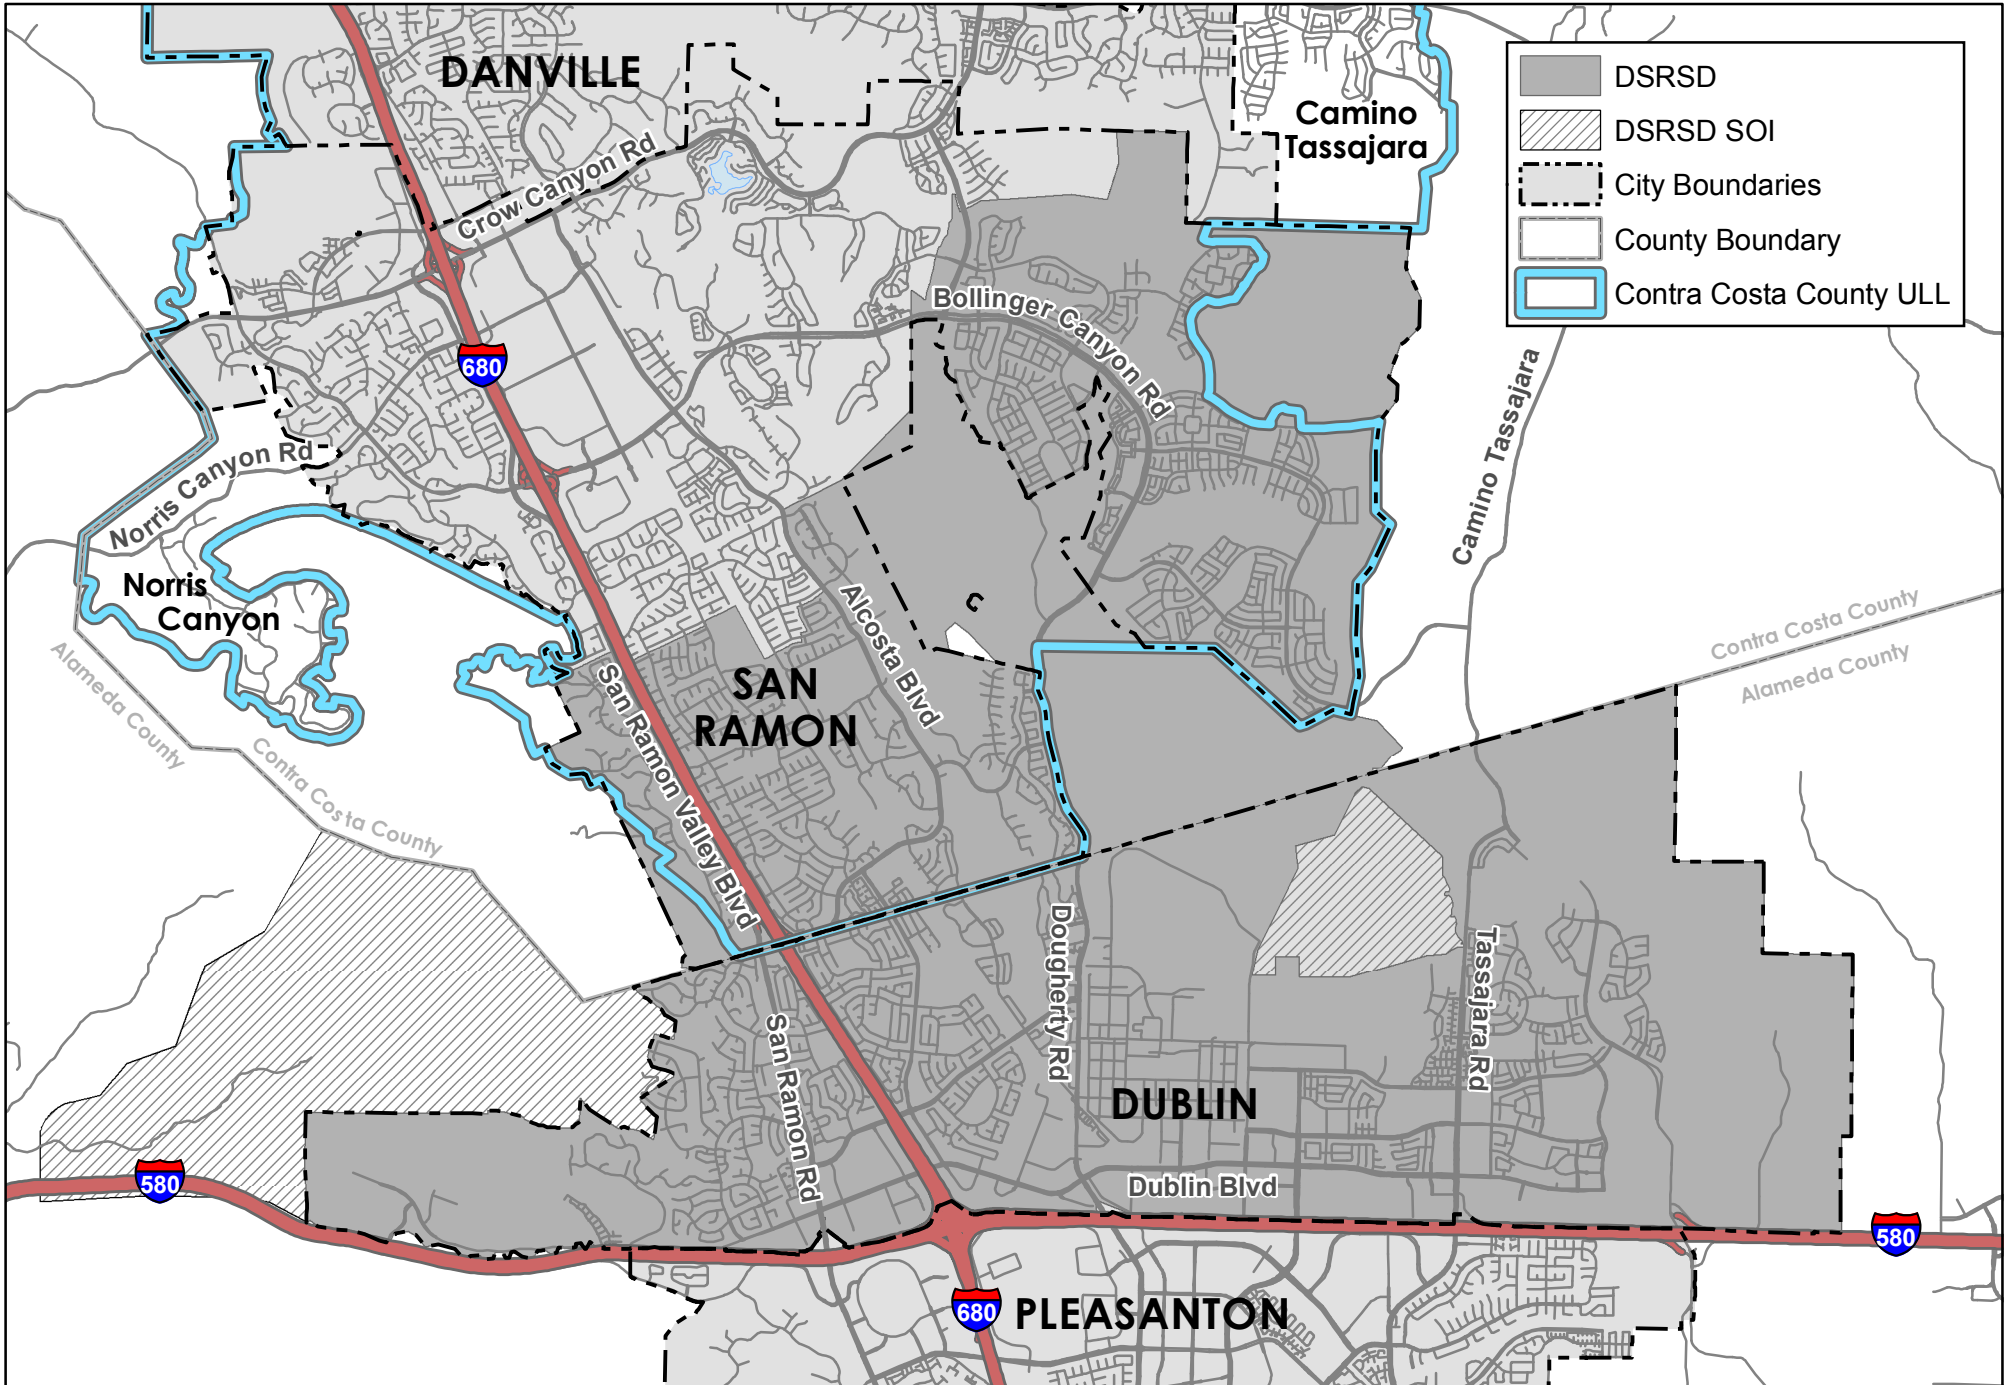 DANVILLE
Camino
Tassajara
DSRSD
DSRSD SOI
City Boundaries
County Boundary
Contra Costa County ULL
Crow Canyon Rd
Bollinger Canyon Rd
680
Camino Tassajara
Norris Canyon Rd
Norris
Canyon
Alameda County
Contra Costa County
Alcosta Blvd
SAN
RAMON
San Ramon Valley Blvd
Contra Costa County
Alameda County
Dougherty Rd
Tassajara Rd
San Ramon Rd
DUBLIN
Dublin Blvd
580
580
680
PLEASANTON